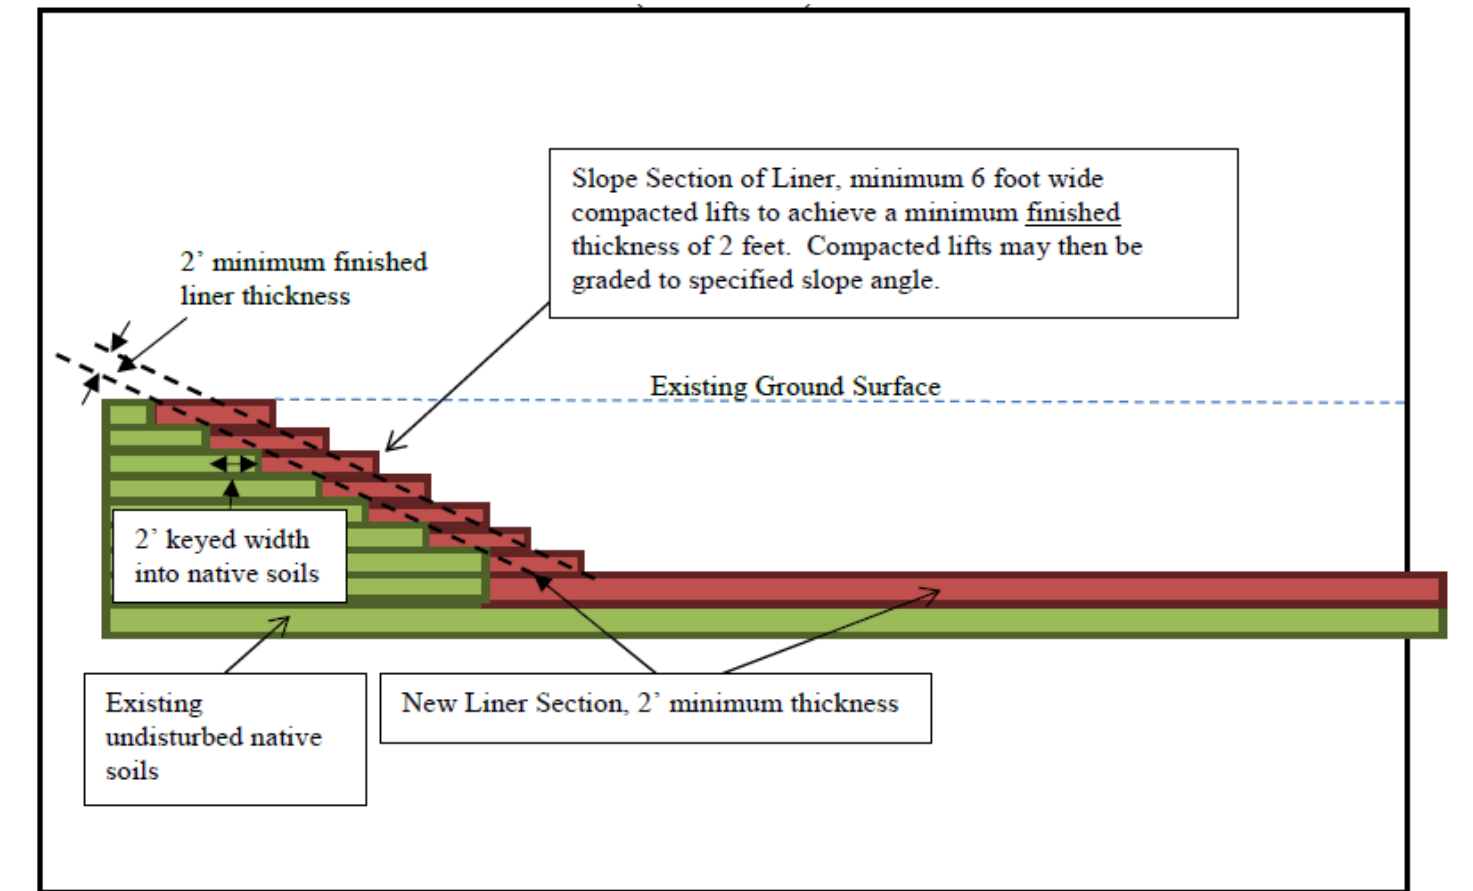 Slope Section of Liner, minimum 6 foot wide
compacted lifts to achieve a minimum finished
thickness of 2 feet.  Compacted lifts may then be
graded to specified slope angle.
2’ minimum finished
liner thickness
Existing Ground Surface
2’ keyed width
into native soils
Existing
undisturbed native
soils
New Liner Section, 2’ minimum thickness